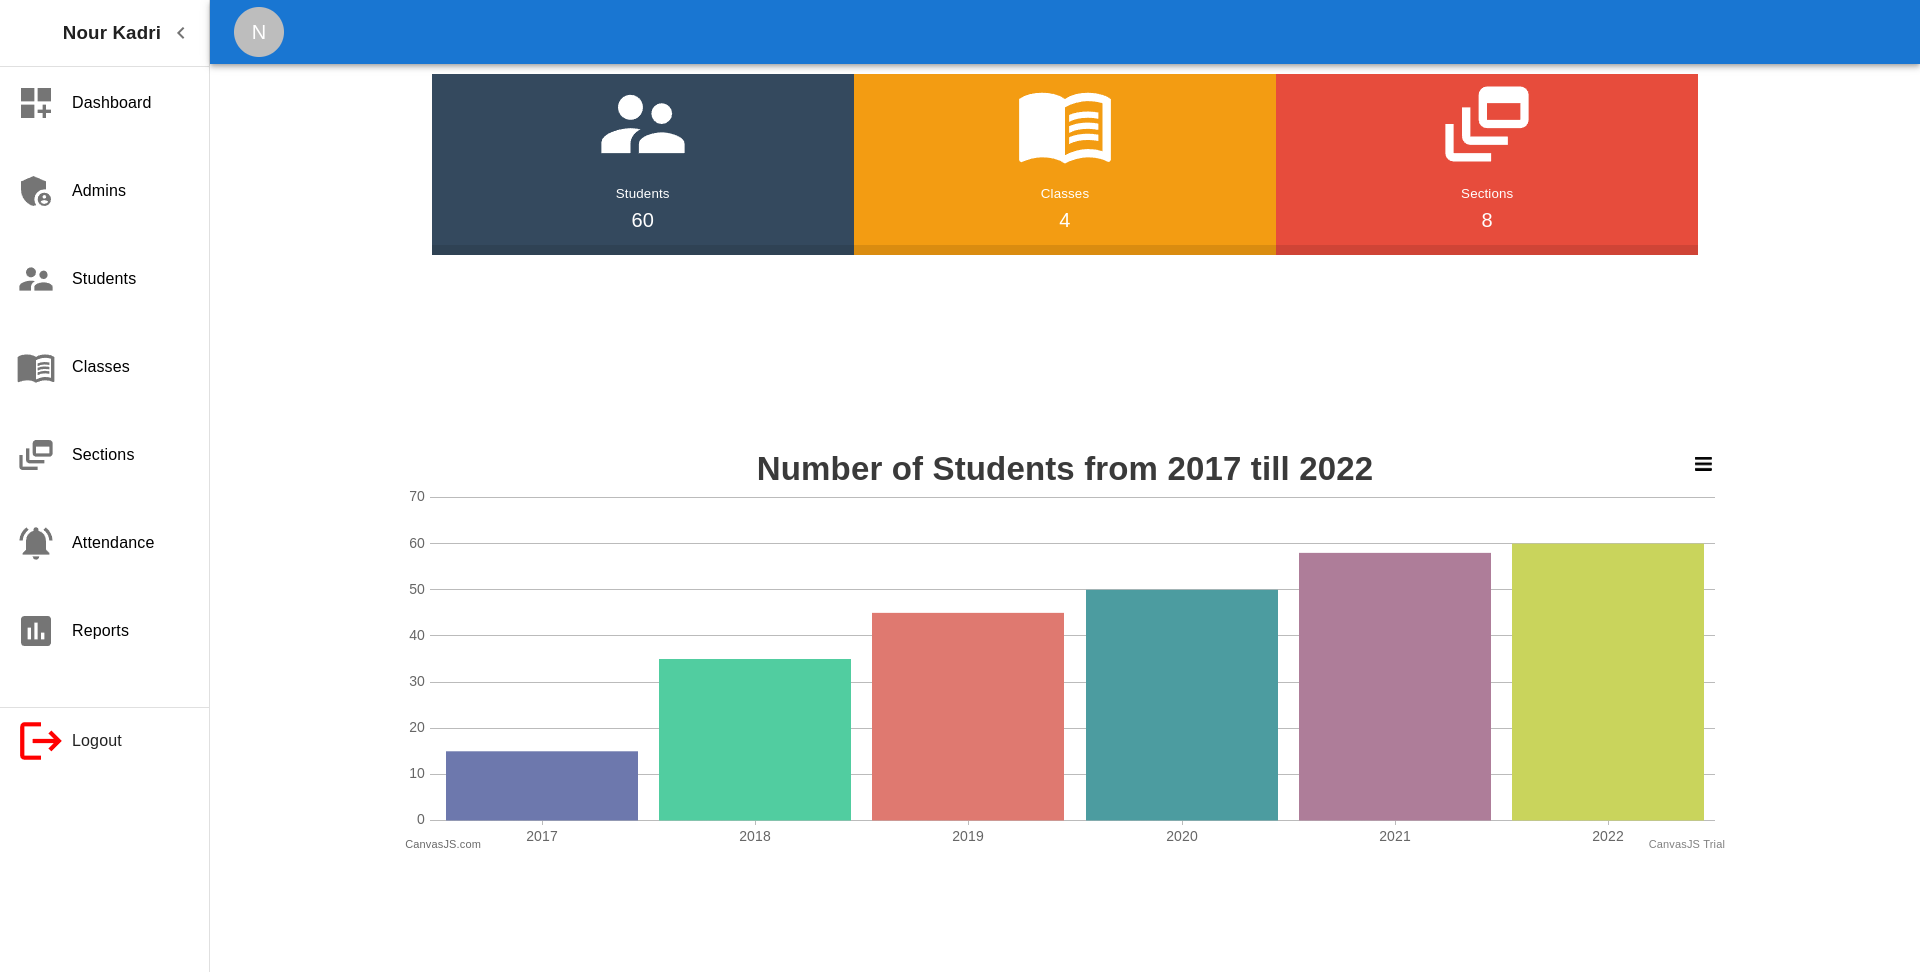 Nour Kadri
N
Dashboard
Admins
Students
Classes
Sections
Attendance
Reports
Logout
Students
60
Classes
4
Sections
8
Number of Students from 2017 till 2022
70
60
50
40
30
20
10
0
2017 2018 2019 2020 2021 2022
CanvasJS.com CanvasJS Trial